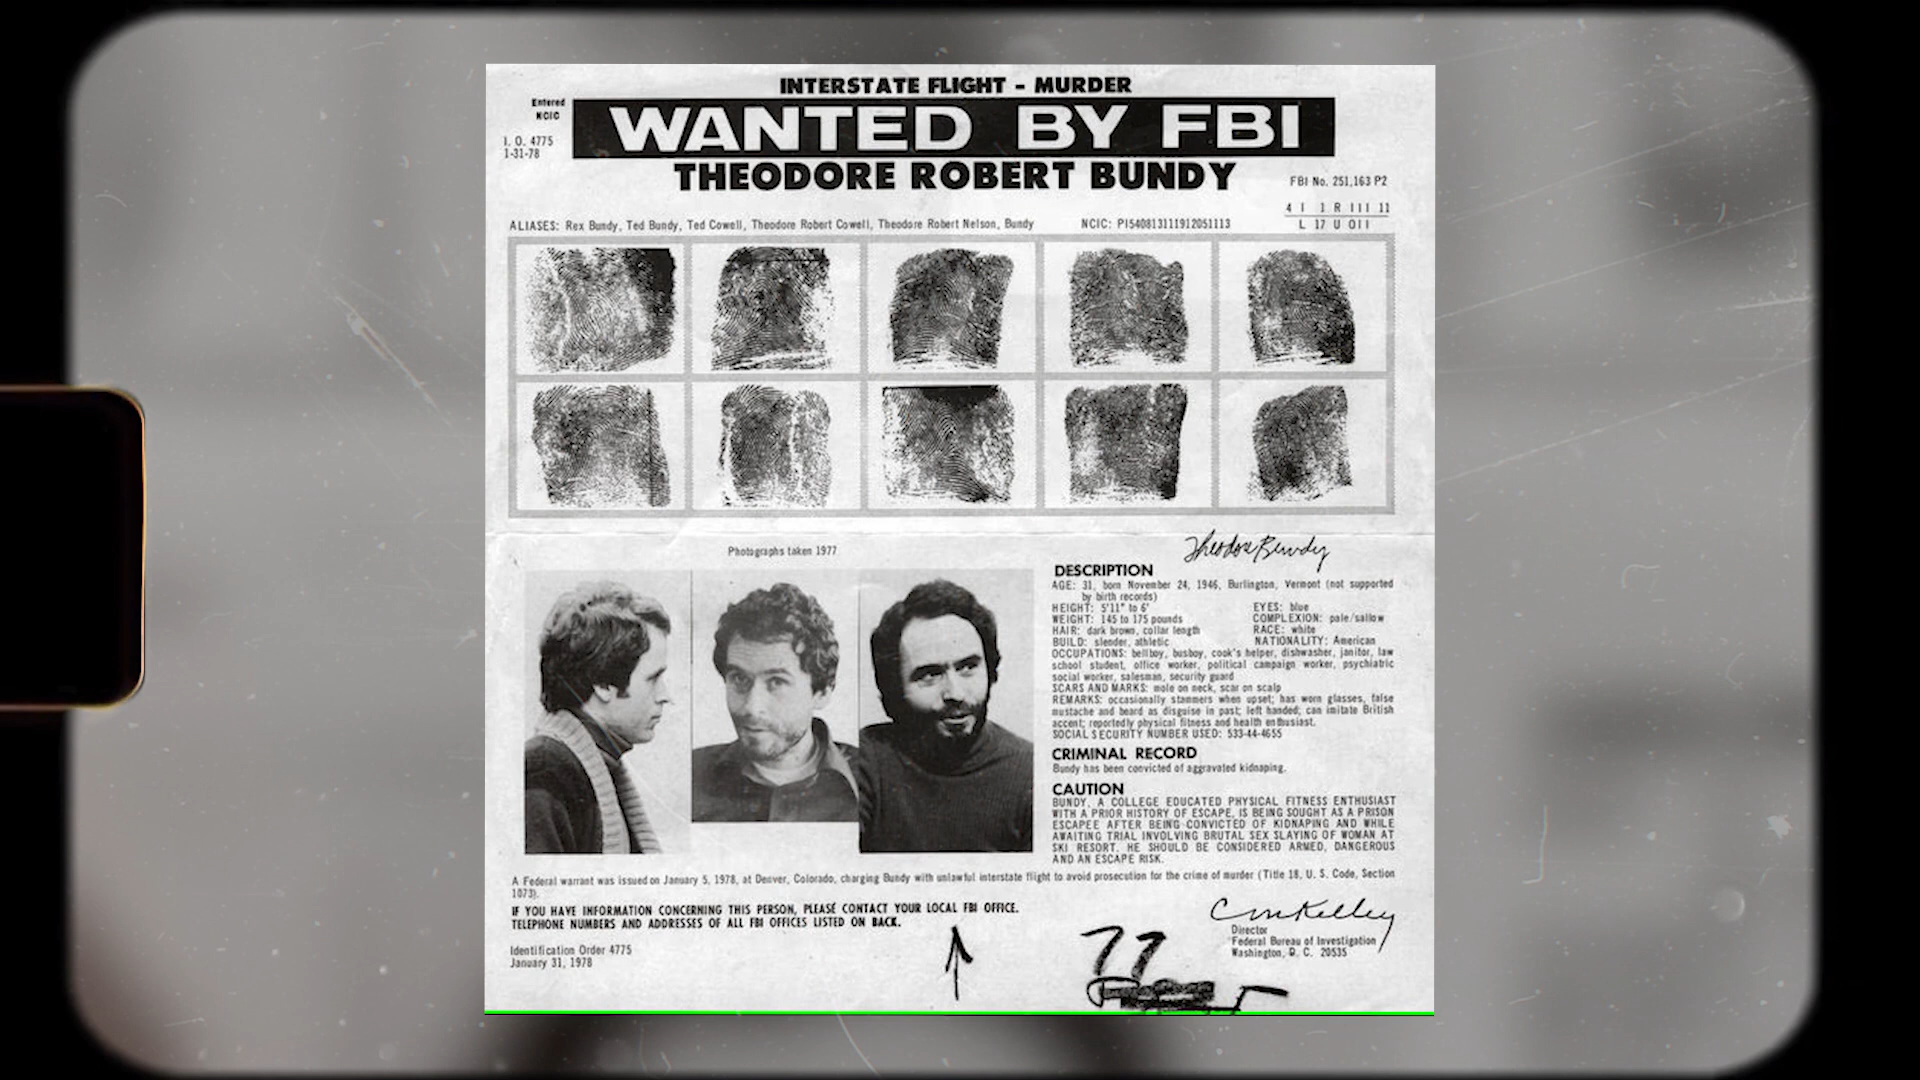 INTERSTATE FLIGHT - MURDER
Entered
NCIC
WANTED BY FBI
I. O. 4775
1-31-78
THEODORE ROBERT BUNDY
FBI No. 251,163 P2
4 1 1 R III 11
L 17 U OII
ALIASES: Rex Bundy, Ted Bundy, Ted Cowell, Theodore Robert Cowell, Theodore Robert Nelson, Bundy
NCIC: PI54081311912051113
Photographs taken 1977
Theodore Bundy
DESCRIPTION
AGE: 31, born November 24, 1946, Burlington, Vermont (not supported
by birth records)
HEIGHT: 5'11" to 6' EYES: blue
WEIGHT: 145 to 175 pounds COMPLEXION: pale/sallow
HAIR: dark brown, collar length RACE: white
BUILD: slender, athletic NATIONALITY: American
OCCUPATIONS: bellboy, busboy, cook's helper, dishwasher, janitor, law
school student, office worker, political campaign worker, psychiatric
social worker, salesman, security guard
SCARS AND MARKS: mole on neck, scar on scalp
REMARKS: occasionally stammers when upset; has worn glasses, false
mustache and beard as disguise in past; left handed; can imitate British
accent; reportedly physical fitness and health enthusiast.
SOCIAL SECURITY NUMBER USED: 533-44-4655
CRIMINAL RECORD
Bundy has been convicted of aggravated kidnaping.
CAUTION
BUNDY, A COLLEGE EDUCATED PHYSICAL FITNESS ENTHUSIAST
WITH A PRIOR HISTORY OF ESCAPE, IS BEING SOUGHT AS A PRISON
ESCAPEE AFTER BEING CONVICTED OF KIDNAPING AND WHILE
AWAITING TRIAL INVOLVING BRUTAL SEX SLAYING OF WOMAN AT
SKI RESORT. HE SHOULD BE CONSIDERED ARMED, DANGEROUS
AND AN ESCAPE RISK.
A Federal warrant was issued on January 5, 1978, at Denver, Colorado, charging Bundy with unlawful interstate flight to avoid prosecution for the crime of murder (Title 18, U. S. Code, Section
1073).
IF YOU HAVE INFORMATION CONCERNING THIS PERSON, PLEASE CONTACT YOUR LOCAL FBI OFFICE.
TELEPHONE NUMBERS AND ADDRESSES OF ALL FBI OFFICES LISTED ON BACK.
CMKelley
Director
Federal Bureau of Investigation
Washington, D. C. 20535
Identification Order 4775
January 31, 1978
77